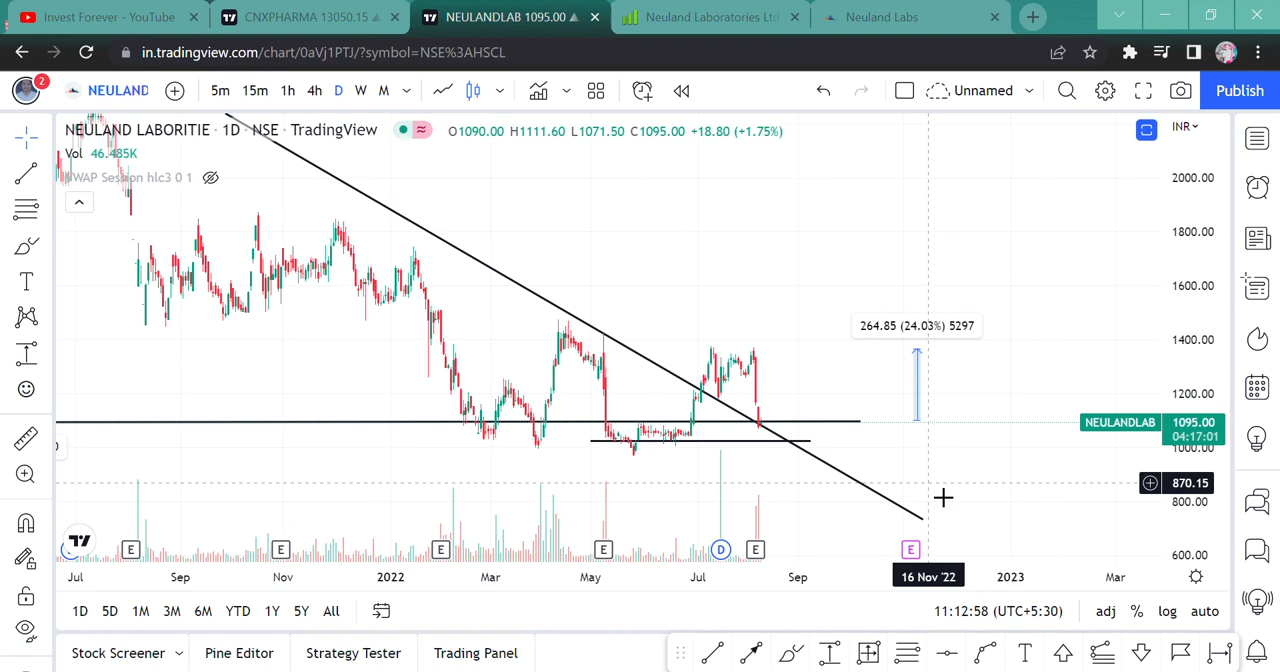 Invest Forever - YouTube
CNXPHARMA 13050.15
NEULANDLAB 1095.00
Neuland Laboratories Ltd
Neuland Labs
in.tradingview.com/chart/0aVj1PTJ/?symbol=NSE%3AHSCL
2
NEULAND
5m 15m 1h 4h D W M
Unnamed
Publish
NEULAND LABORITIE · 1D · NSE · TradingView
O1090.00 H1111.60 L1071.50 C1095.00 +18.80 (+1.75%)
INR
Vol 46.485K
VWAP Session hlc3 0 1
2000.00
1800.00
1600.00
1400.00
1200.00
1000.00
800.00
600.00
264.85 (24.03%) 5297
NEULANDLAB 1095.00
04:17:01
870.15
E E E E D E E
Jul Sep Nov 2022 Mar May Jul Sep 16 Nov '22 2023 Mar
1D 5D 1M 3M 6M YTD 1Y 5Y All
11:12:58 (UTC+5:30) adj % log auto
Stock Screener Pine Editor Strategy Tester Trading Panel